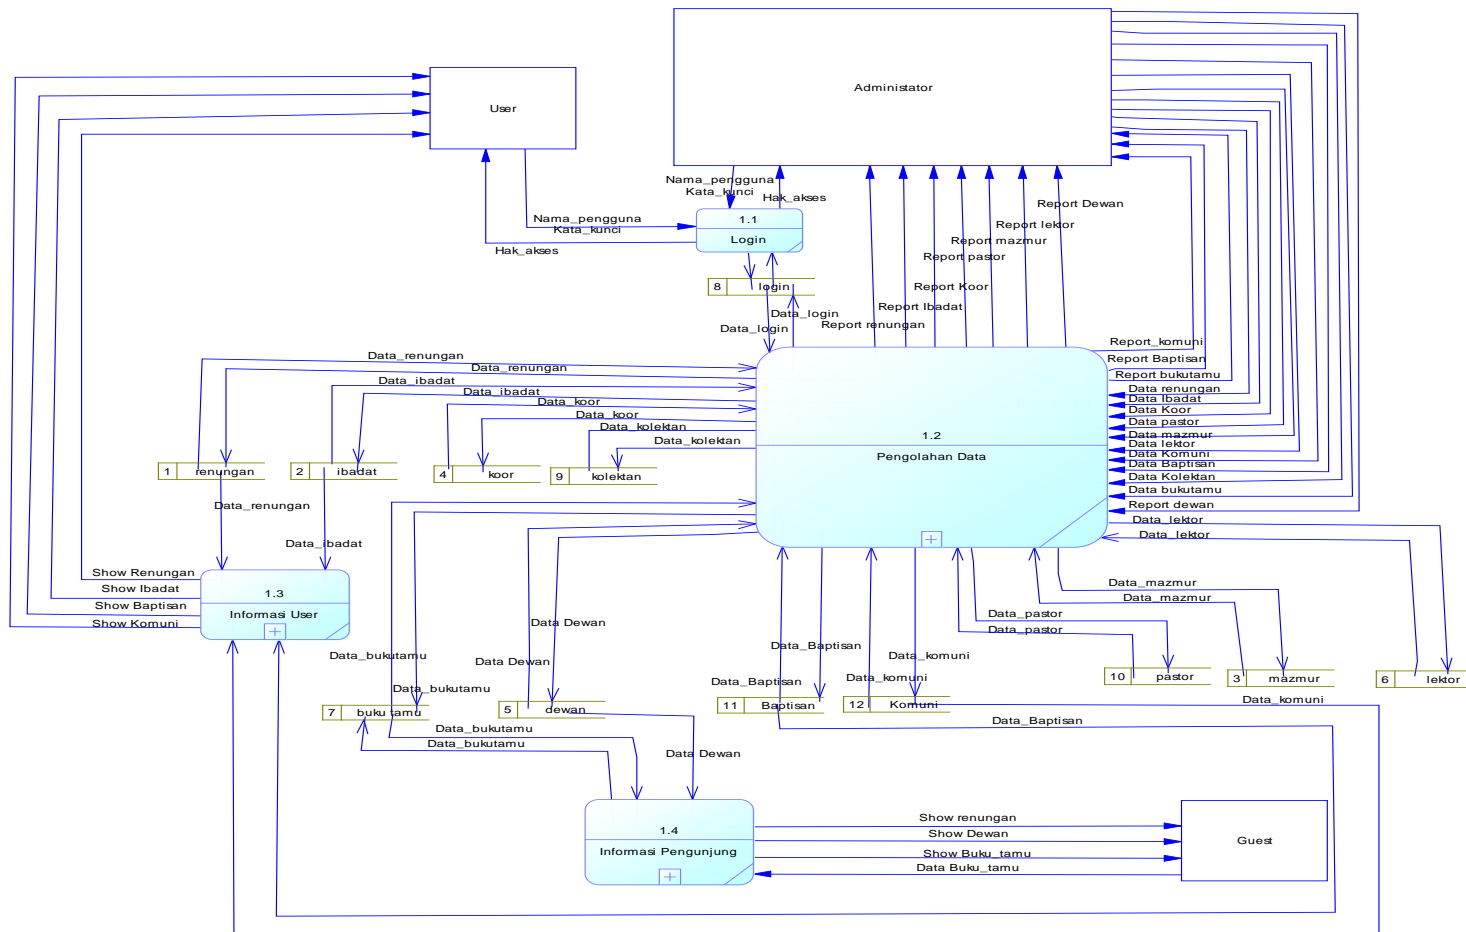 User
Administator
Nama_pengguna
Kata_kunci
Hak_akses
Nama_pengguna
Kata_kunci
Hak_akses
1.1
Login
8
login
Data_login
Data_login
Report Dewan
Report lektor
Report mazmur
Report pastor
Report Koor
Report Ibadat
Report renungan
Report_komuni
Report Baptisan
Report bukutamu
Data renungan
Data Ibadat
Data Koor
Data pastor
Data mazmur
Data lektor
Data Komuni
Data Baptisan
Data Kolektan
Data bukutamu
Report dewan
Data_lektor
Data_lektor
Data_renungan
Data_renungan
Data_ibadat
Data_ibadat
Data_koor
Data_koor
Data_kolektan
Data_kolektan
1.2
Pengolahan Data
1
renungan
2
ibadat
4
koor
9
kolektan
Data_renungan
Data_ibadat
Show Renungan
Show Ibadat
Show Baptisan
Show Komuni
1.3
Informasi User
Data_mazmur
Data_mazmur
Data_pastor
Data_pastor
Data Dewan
Data Dewan
Data_Baptisan
Data_Baptisan
Data_komuni
Data_komuni
Data_bukutamu
Data_bukutamu
10
pastor
3
mazmur
6
lektor
7
buku tamu
5
dewan
11
Baptisan
12
Komuni
Data_komuni
Data_Baptisan
Data_bukutamu
Data_bukutamu
Data Dewan
1.4
Informasi Pengunjung
Show renungan
Show Dewan
Show Buku_tamu
Data Buku_tamu
Guest